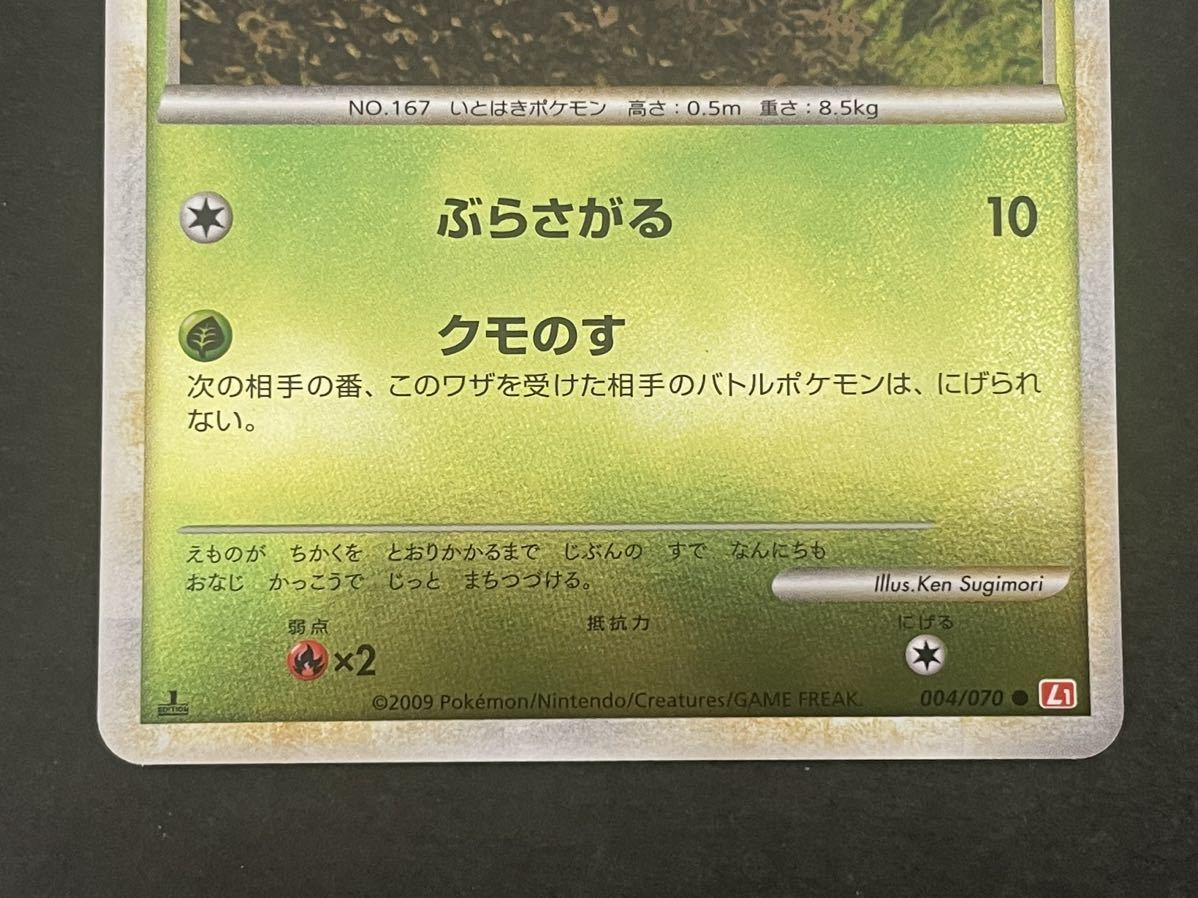 NO.167 いとはきポケモン 高さ:0.5m 重さ:8.5kg
ぶらさがる 10
クモのす
次の相手の番、このワザを受けた相手のバトルポケモンは、にげられ
ない。
えものが ちかくを とおりかかるまで じぶんの すで なんにちも
おなじ かっこうで じっと まちつづける。
Illus.Ken Sugimori
弱点 抵抗力 にげる
×2
1 EDITION ©2009 Pokémon/Nintendo/Creatures/GAME FREAK. 004/070 L1